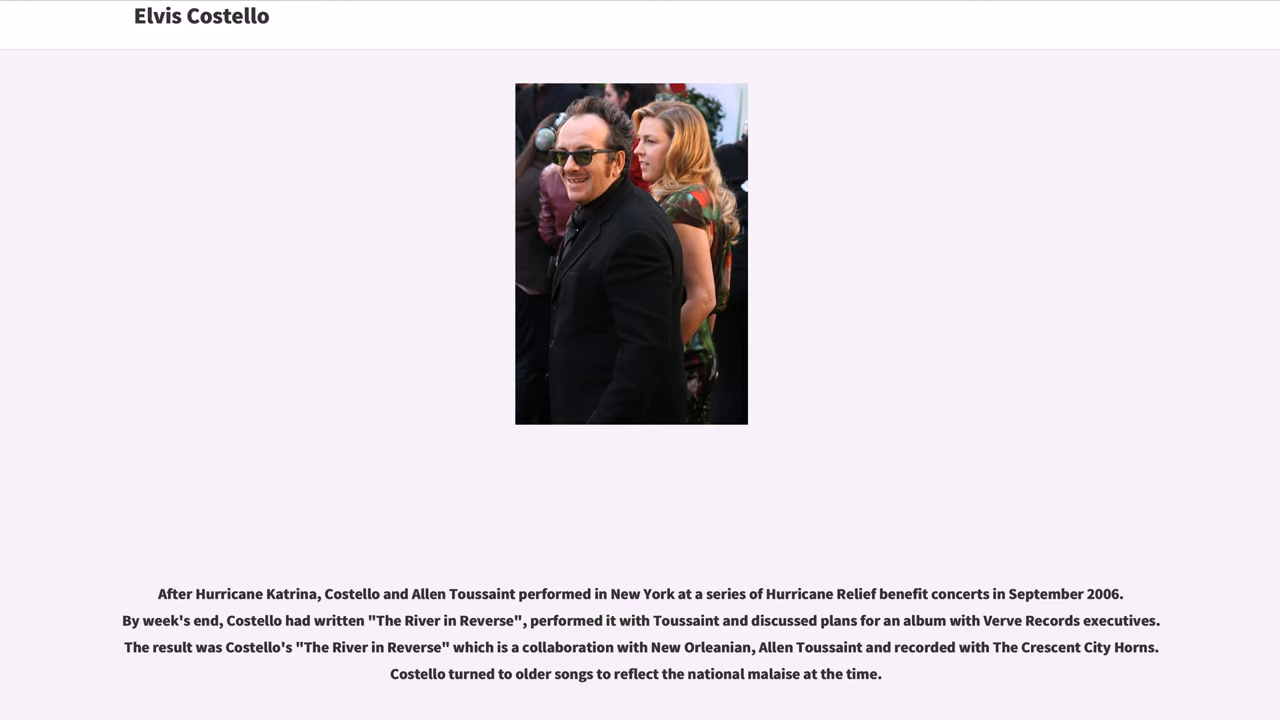 Elvis Costello
After Hurricane Katrina, Costello and Allen Toussaint performed in New York at a series of Hurricane Relief benefit concerts in September 2006.
By week's end, Costello had written "The River in Reverse", performed it with Toussaint and discussed plans for an album with Verve Records executives.
The result was Costello's "The River in Reverse" which is a collaboration with New Orleanian, Allen Toussaint and recorded with The Crescent City Horns.
Costello turned to older songs to reflect the national malaise at the time.